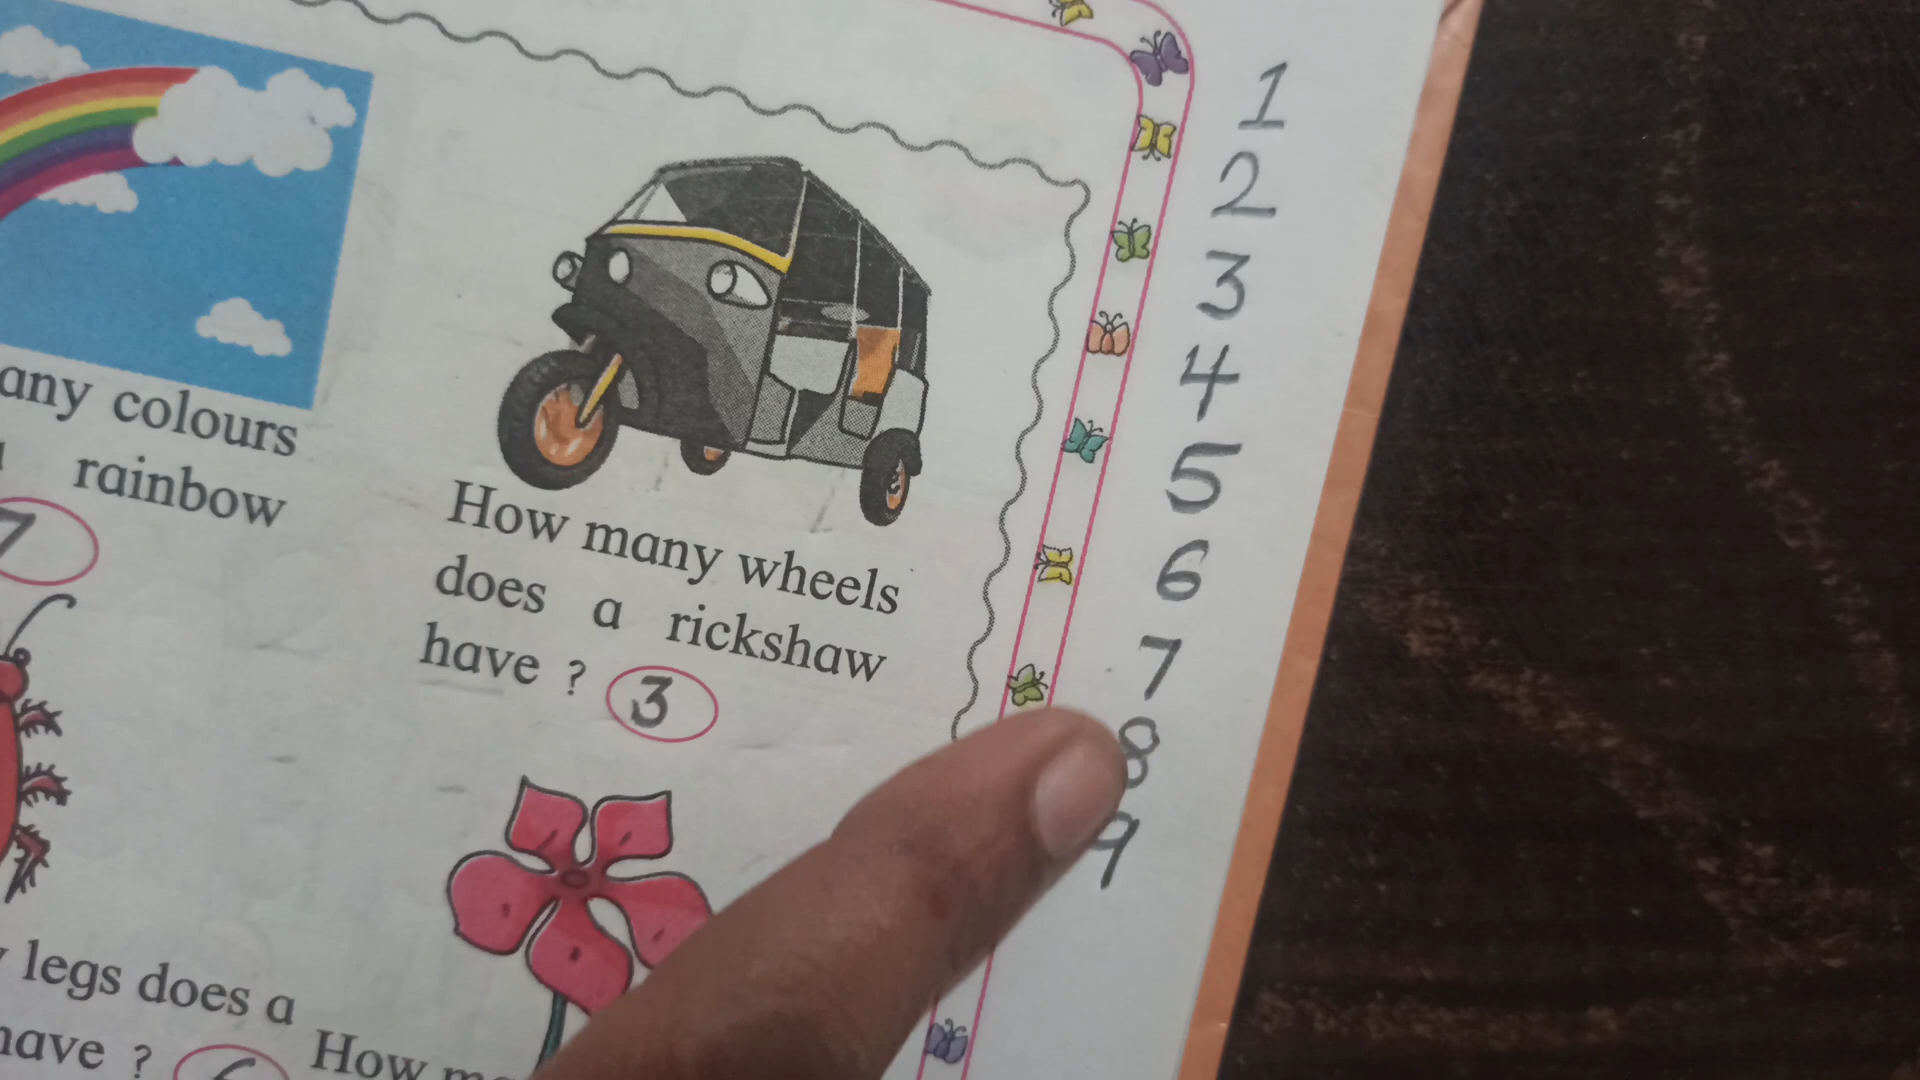 any colours
rainbow
7
How many wheels
does a rickshaw
have ? 3
legs does a
have ?
How
1
2
3
4
5
6
7
8
9